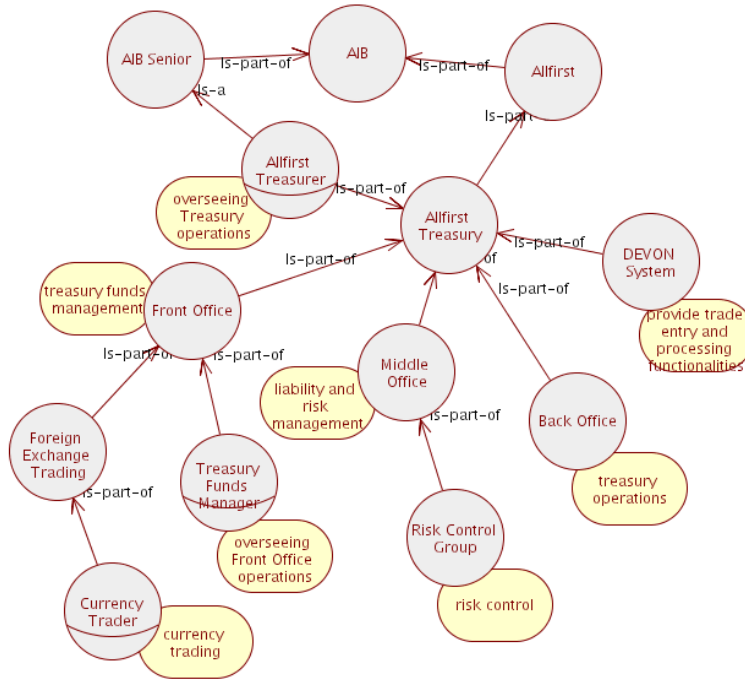 AIB Senior
Is-part-of
AIB
Is-part-of
Allfirst
Is-a
Is-part
Allfirst
Treasurer
Is-part-of
overseeing
Treasury
operations
Allfirst
Treasury
of
Is-part-of
DEVON
System
Is-part-of
Is-part-of
treasury funds
management
Front Office
provide trade
entry and
processing
functionalities
Is-part-of
Is-part-of
Middle
Office
liability and
risk
management
Is-part-of
Back Office
Foreign
Exchange
Trading
Is-part-of
Treasury
Funds
Manager
treasury
operations
overseeing
Front Office
operations
Risk Control
Group
risk control
Currency
Trader
currency
trading